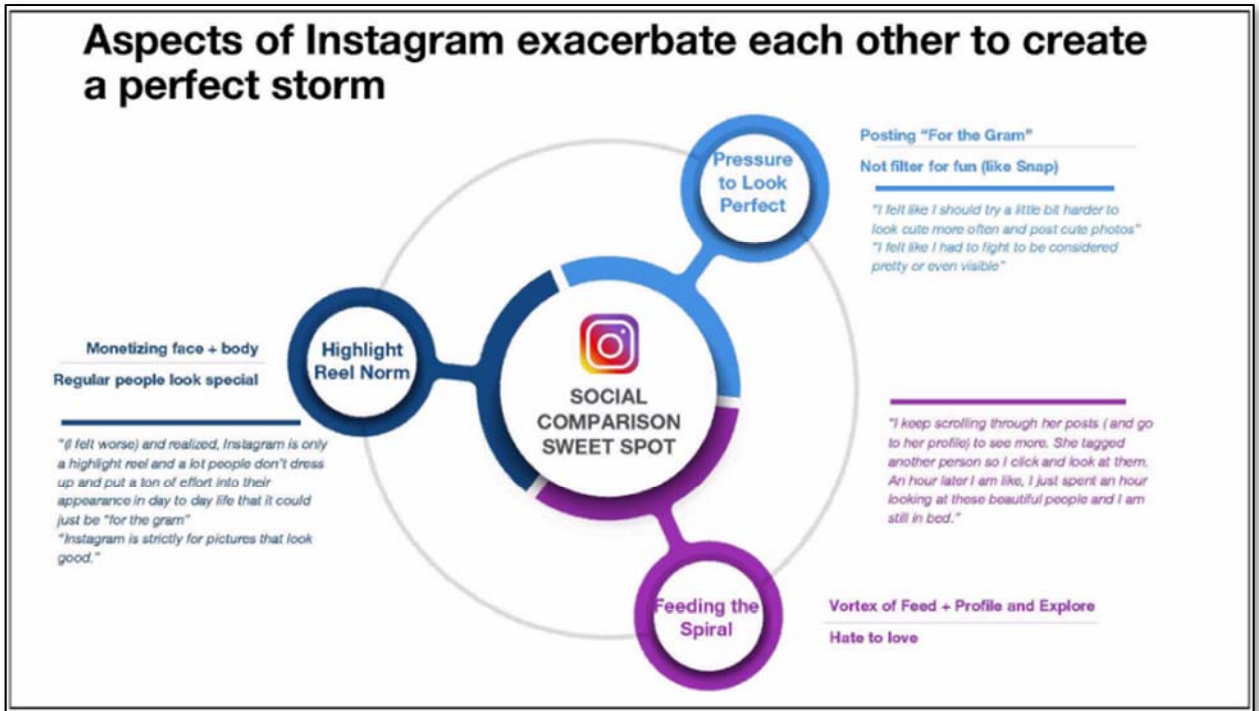 Aspects of Instagram exacerbate each other to create
a perfect storm
Pressure
to Look
Perfect
Posting “For the Gram”
Not filter for fun (like Snap)
"I felt like I should try a little bit harder to
look cute more often and post cute photos"
"I felt like I had to fight to be considered
pretty or even visible"
Highlight
Reel Norm
Monetizing face + body
Regular people look special
"(I felt worse) and realized, Instagram is only
a highlight reel and a lot people don't dress
up and put a ton of effort into their
appearance in day to day life that it could
just be "for the gram"
"Instagram is strictly for pictures that look
good."
SOCIAL
COMPARISON
SWEET SPOT
"I keep scrolling through her posts (and go
to her profile) to see more. She tagged
another person so I click and look at them.
An hour later I am like, I just spent an hour
looking at these beautiful people and I am
still in bed."
Feeding the
Spiral
Vortex of Feed + Profile and Explore
Hate to love